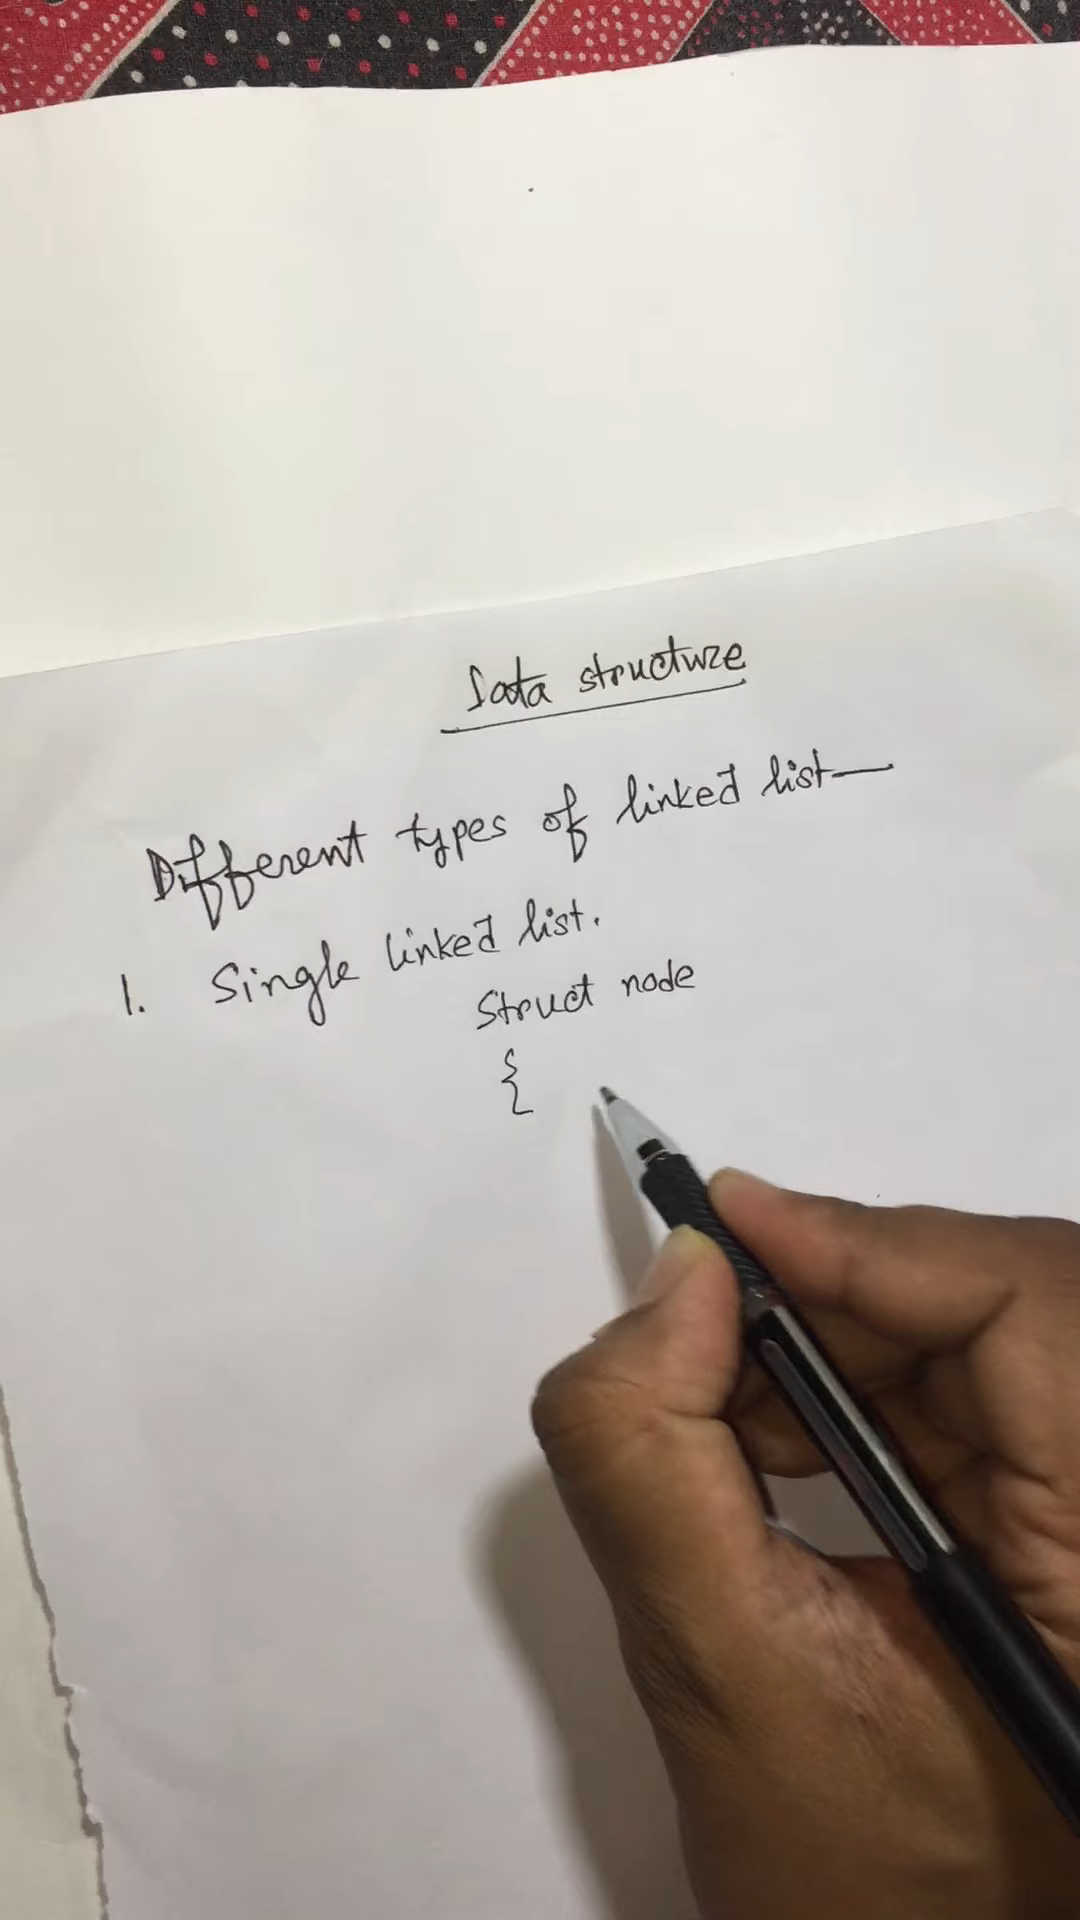 Data structure
Different types of linked list—
1. Single linked list.
Struct node
{